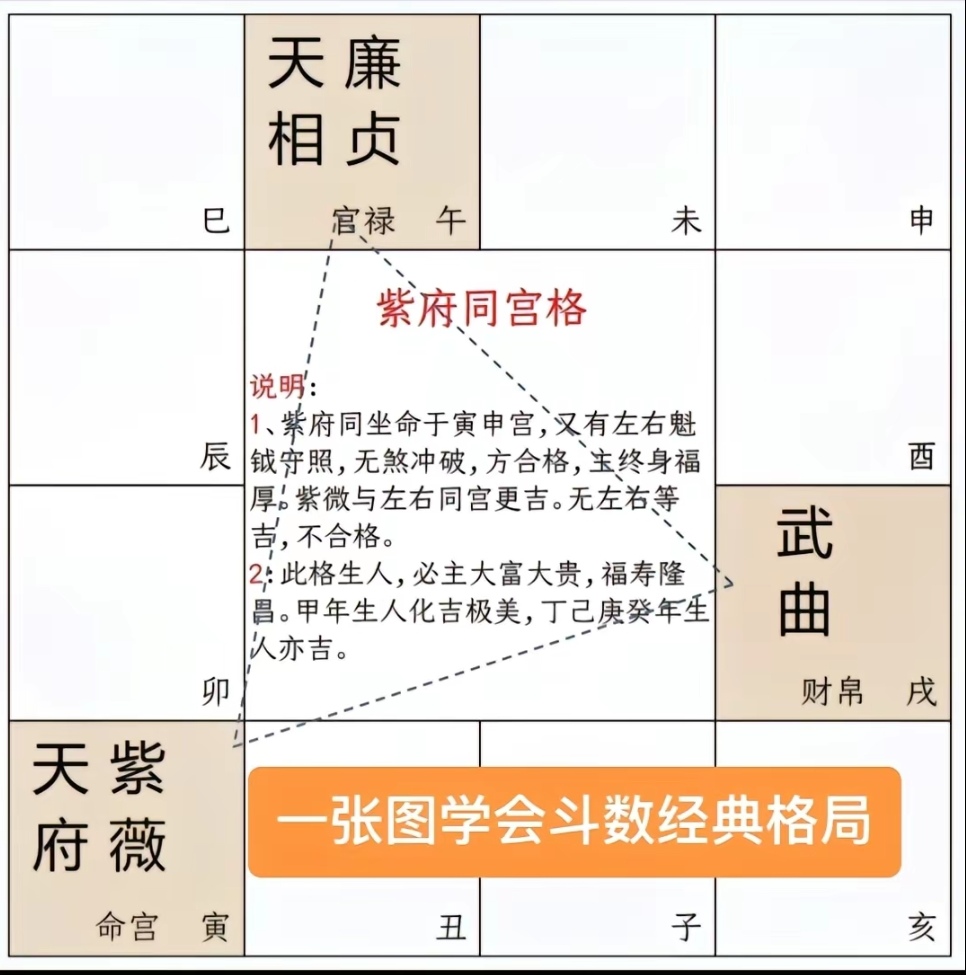 天 廉
相 贞
官禄 午
巳
未
申
紫府同宫格
说明：
1、紫府同坐命于寅申宫，又有左右魁
钺守照，无煞冲破，方合格，主终身福
厚。紫微与左右同宫更吉。无左右等
吉，不合格。
2：此格生人，必主大富大贵，福寿隆
昌。甲年生人化吉极美，丁己庚癸年生
人亦吉。
辰
酉
卯
武
曲
财帛 戌
天 紫
府 薇
命宫 寅
一张图学会斗数经典格局
丑
子
亥